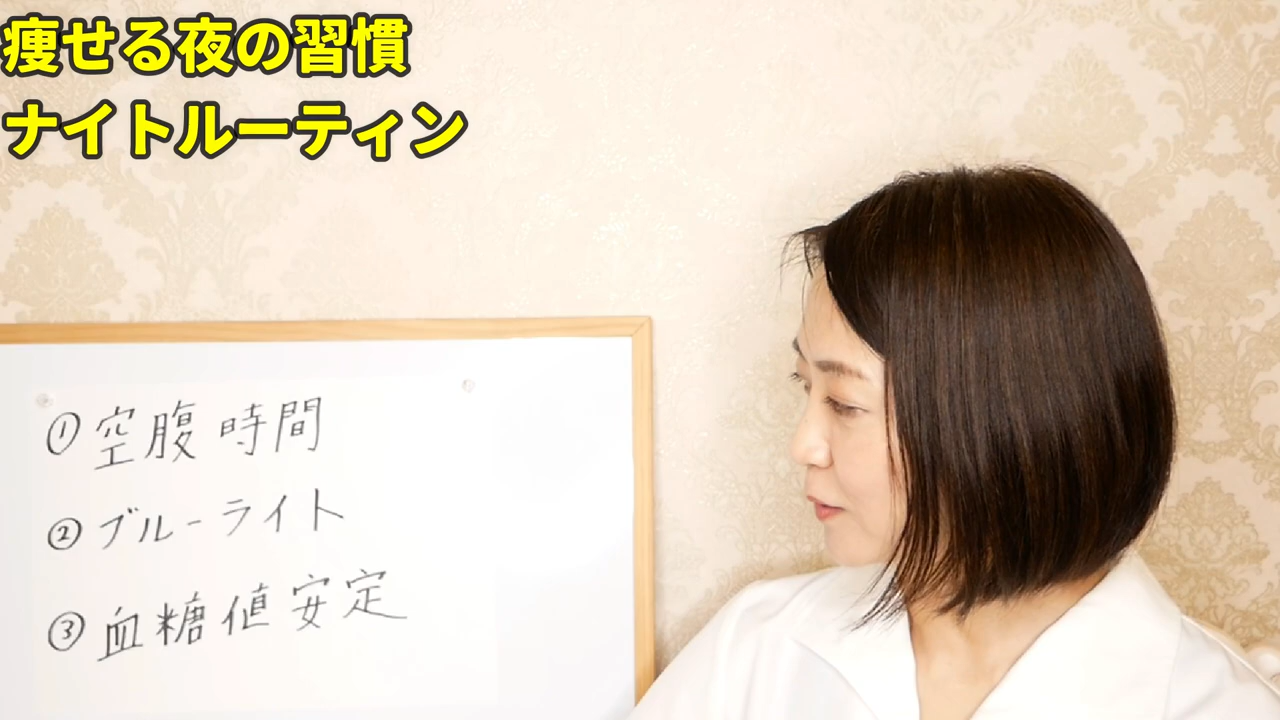 痩せる夜の習慣
ナイトルーティン
①空腹時間
②ブルーライト
③血糖値安定